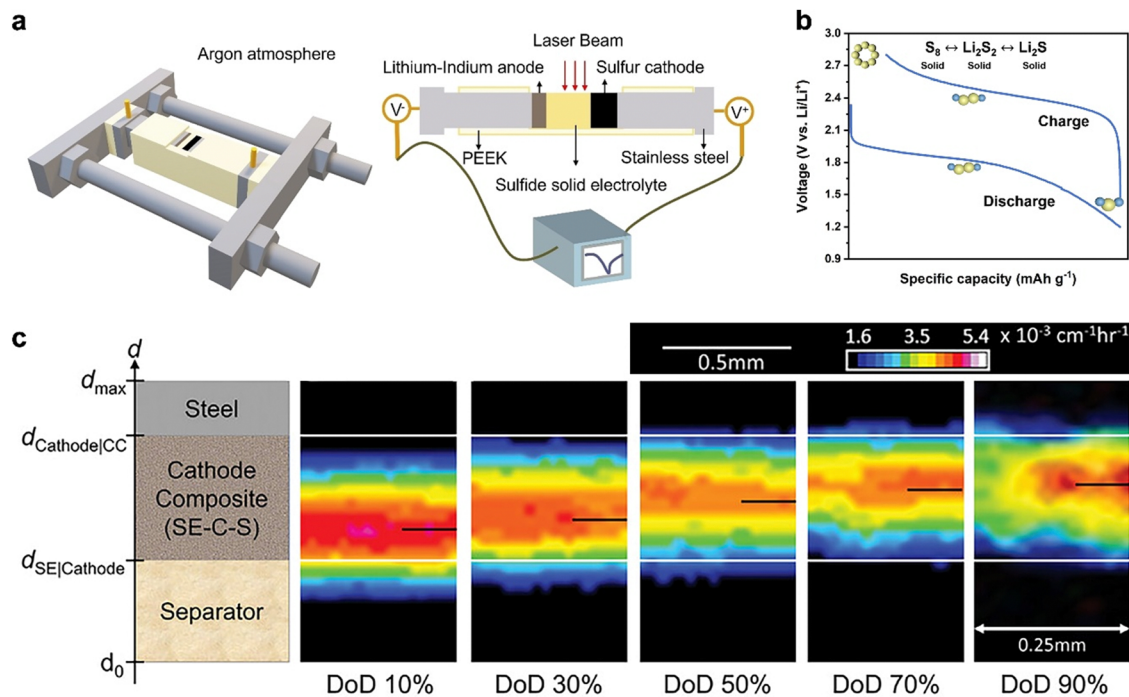 a
Argon atmosphere
Laser Beam
Lithium-Indium anode
Sulfur cathode
V-
V+
PEEK
Stainless steel
Sulfide solid electrolyte
b
S8 ↔ Li2S2 ↔ Li2S
Solid Solid Solid
Charge
Discharge
3.0
2.7
2.4
2.1
1.8
1.5
1.2
0.9
Voltage (V vs. Li/Li+)
Specific capacity (mAh g-1)
c
d
dmax
dCathode|CC
dSE|Cathode
d0
Steel
Cathode
Composite
(SE-C-S)
Separator
0.5mm
1.6 3.5 5.4 x 10-3 cm-1hr-1
0.25mm
DoD 10% DoD 30% DoD 50% DoD 70% DoD 90%